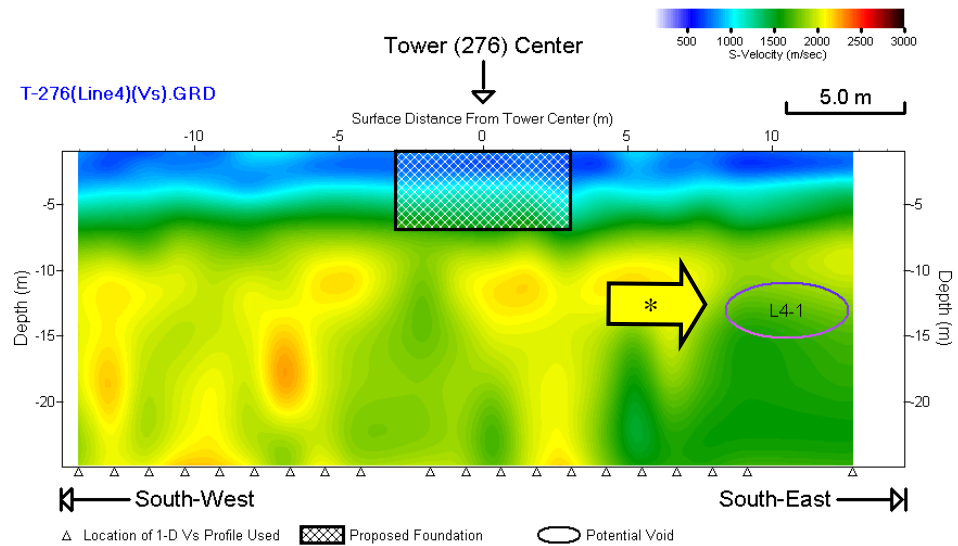 500 1000 1500 2000 2500 3000
S-Velocity (m/sec)
Tower (276) Center
T-276(Line4)(Vs).GRD
5.0 m
Surface Distance From Tower Center (m)
-10 -5 0 5 10
-5 -5
-10 -10
-15 -15
-20 -20
Depth (m)
Depth (m)
*
L4-1
South-West
South-East
Location of 1-D Vs Profile Used
Proposed Foundation
Potential Void